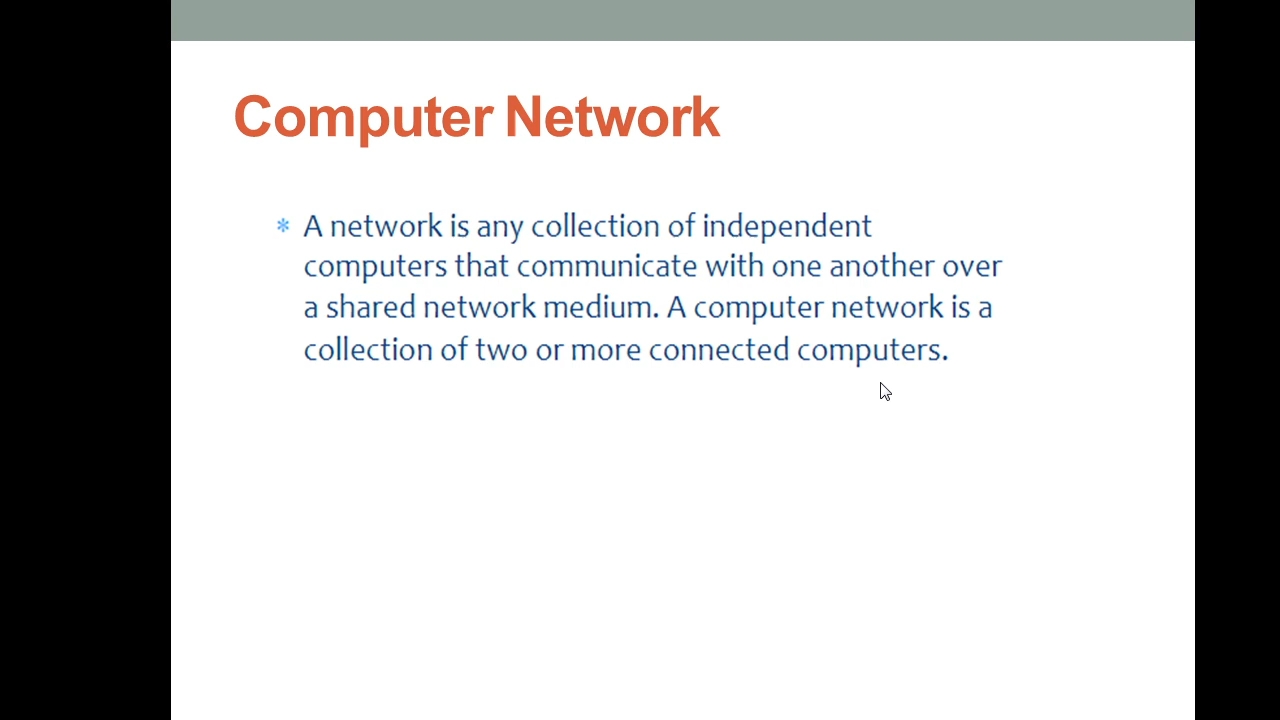 Computer Network
* A network is any collection of independent
computers that communicate with one another over
a shared network medium. A computer network is a
collection of two or more connected computers.